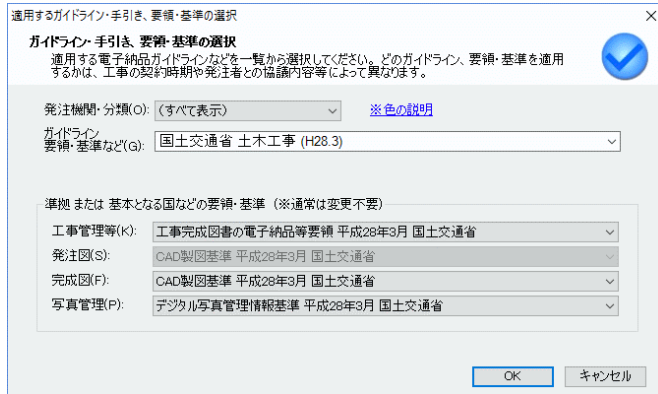 適用するガイドライン・手引き、要領・基準の選択
ガイドライン・手引き、要領・基準の選択
適用する電子納品ガイドラインなどを一覧から選択してください。どのガイドライン、要領・基準を適用
するかは、工事の契約時期や発注者との協議内容等によって異なります。
発注機関・分類(O): (すべて表示) ※色の説明
ガイドライン
要領・基準など(G): 国土交通省 土木工事 (H28.3)
準拠 または 基本となる国などの要領・基準 (※通常は変更不要)
工事管理等(K): 工事完成図書の電子納品等要領 平成28年3月 国土交通省
発注図(S): CAD製図基準 平成28年3月 国土交通省
完成図(F): CAD製図基準 平成28年3月 国土交通省
写真管理(P): デジタル写真管理情報基準 平成28年3月 国土交通省
OK キャンセル